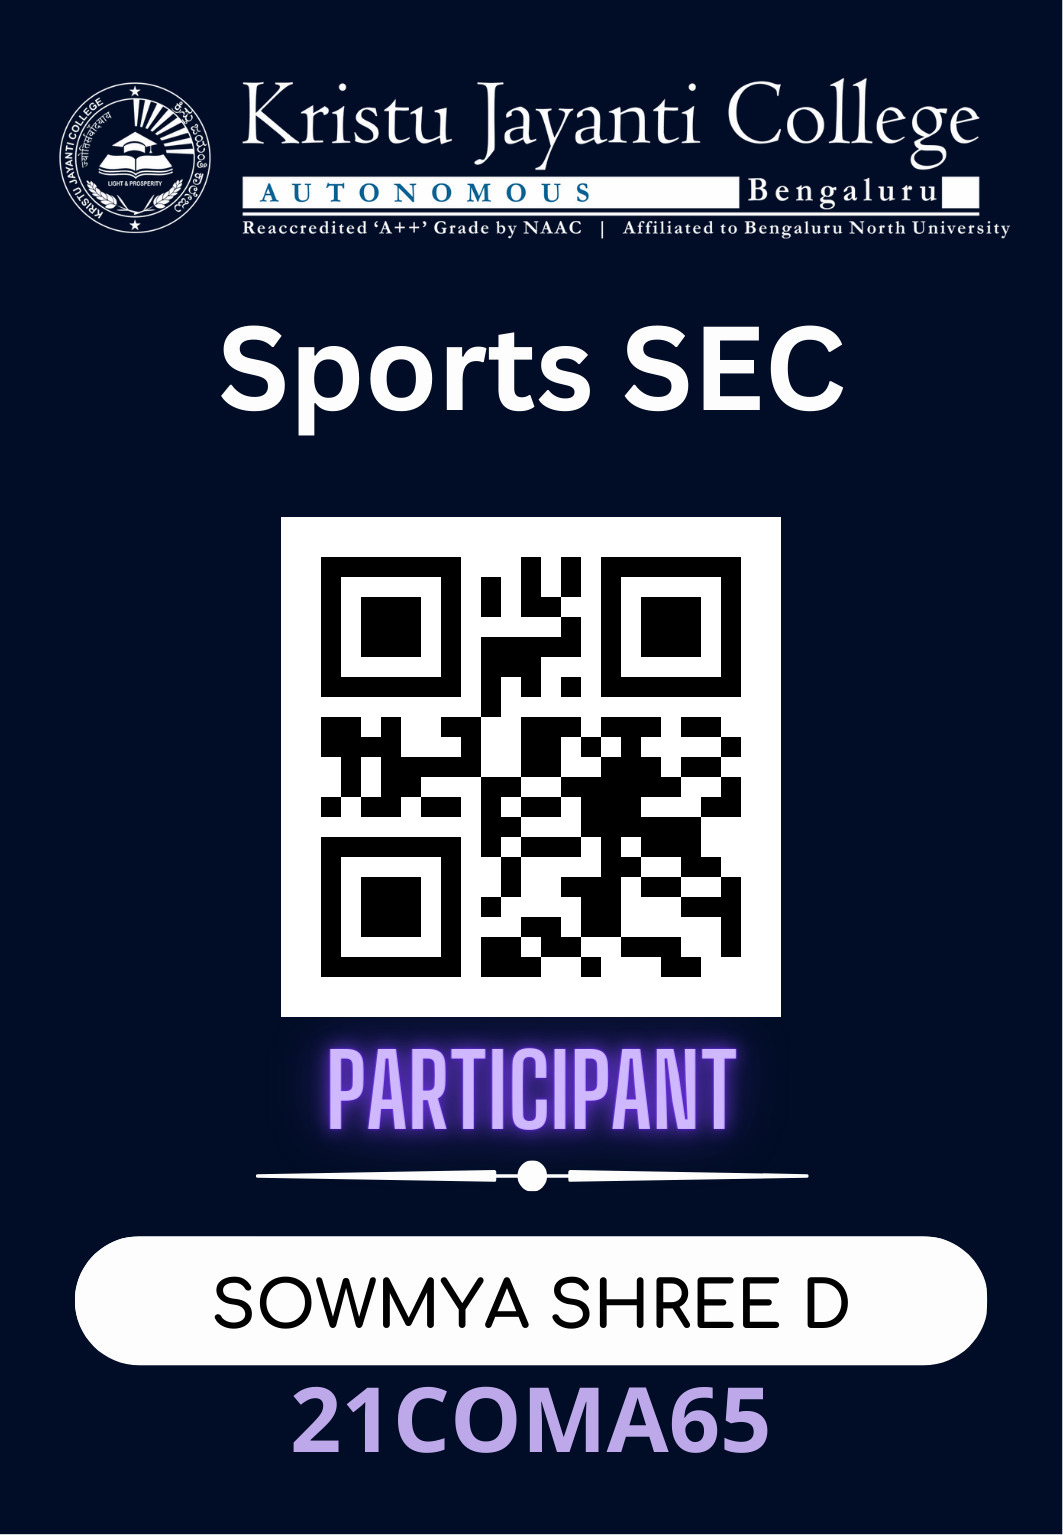 KRISTU JAYANTI COLLEGE
ಕ್ರಿಸ್ತು ಜಯಂತಿ ಕಾಲೇಜು
LIGHT & PROSPERITY
Kristu Jayanti College
AUTONOMOUS Bengaluru
Reaccredited ‘A++’ Grade by NAAC | Affiliated to Bengaluru North University
Sports SEC
PARTICIPANT
SOWMYA SHREE D
21COMA65